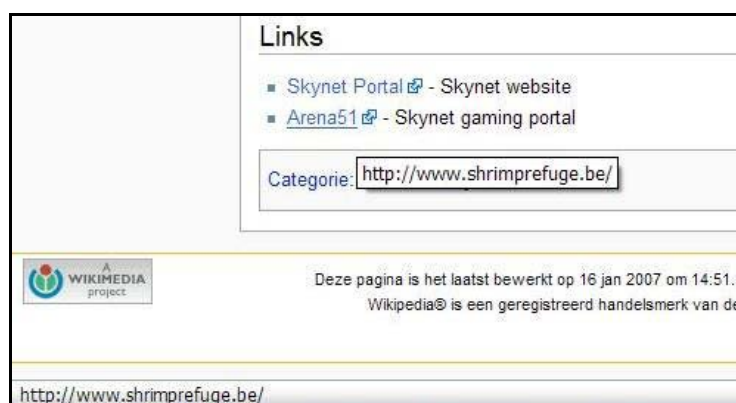 Links
Skynet Portal - Skynet website
Arena51 - Skynet gaming portal
Categorie:
http://www.shrimprefuge.be/
A
WIKIMEDIA
project
Deze pagina is het laatst bewerkt op 16 jan 2007 om 14:51.
Wikipedia® is een geregistreerd handelsmerk van de
http://www.shrimprefuge.be/